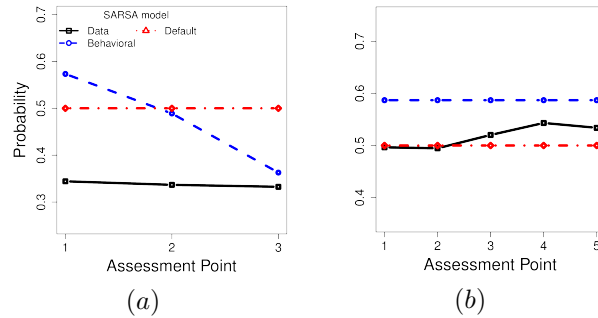 SARSA model
Data Default
Behavioral
Probability
0.7
0.6
0.5
0.4
0.3
1 2 3
Assessment Point
(a)
0.7
0.6
0.5
0.4
1 2 3 4 5
Assessment Point
(b)